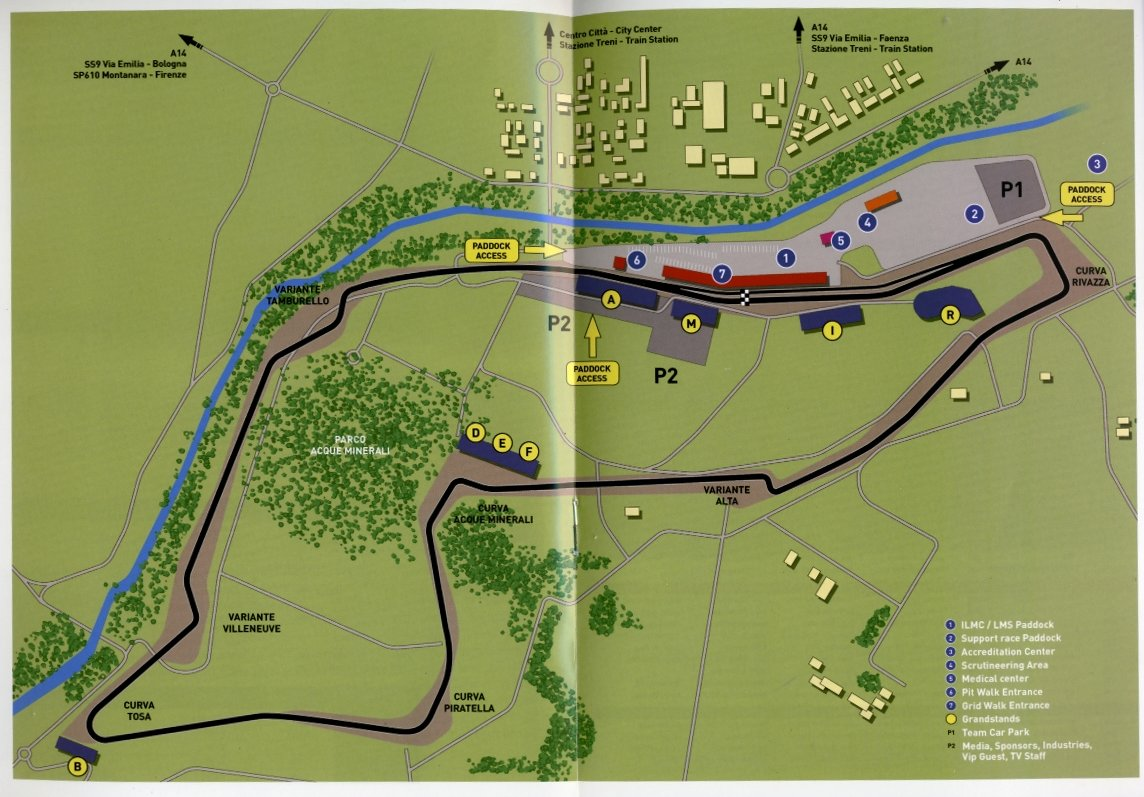 A14
SS9 Via Emilia - Bologna
SP610 Montanara - Firenze
Centro Città - City Center
Stazione Treni - Train Station
A14
SS9 Via Emilia - Faenza
Stazione Treni - Train Station
A14
3
P1
PADDOCK
ACCESS
2
4
5
PADDOCK
ACCESS
6
1
7
CURVA
RIVAZZA
VARIANTE
TAMBURELLO
A
M
I
R
P2
PADDOCK
ACCESS
P2
PARCO
ACQUE MINERALI
D
E
F
VARIANTE
ALTA
CURVA
ACQUE MINERALI
VARIANTE
VILLENEUVE
CURVA
TOSA
CURVA
PIRATELLA
B
1 ILMC / LMS Paddock
2 Support race Paddock
3 Accreditation Center
4 Scrutineering Area
5 Medical center
6 Pit Walk Entrance
7 Grid Walk Entrance
Grandstands
P1 Team Car Park
P2 Media, Sponsors, Industries,
Vip Guest, TV Staff